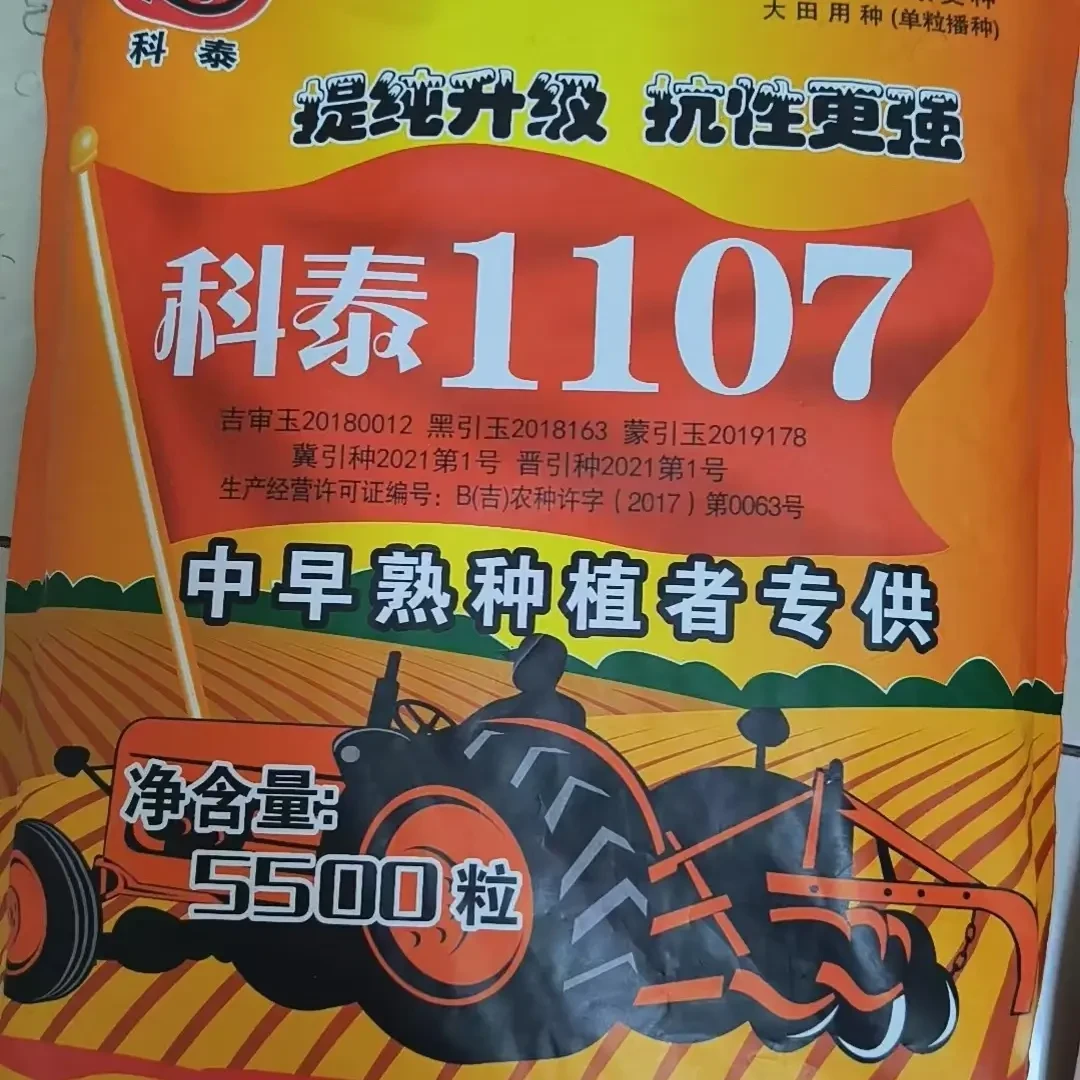 科泰
大田用种(单粒播种)
提纯升级 抗性更强
科泰1107
吉审玉20180012 黑引玉2018163 蒙引玉2019178
冀引种2021第1号 晋引种2021第1号
生产经营许可证编号：B(吉)农种许字（2017）第0063号
中早熟种植者专供
净含量:
5500粒